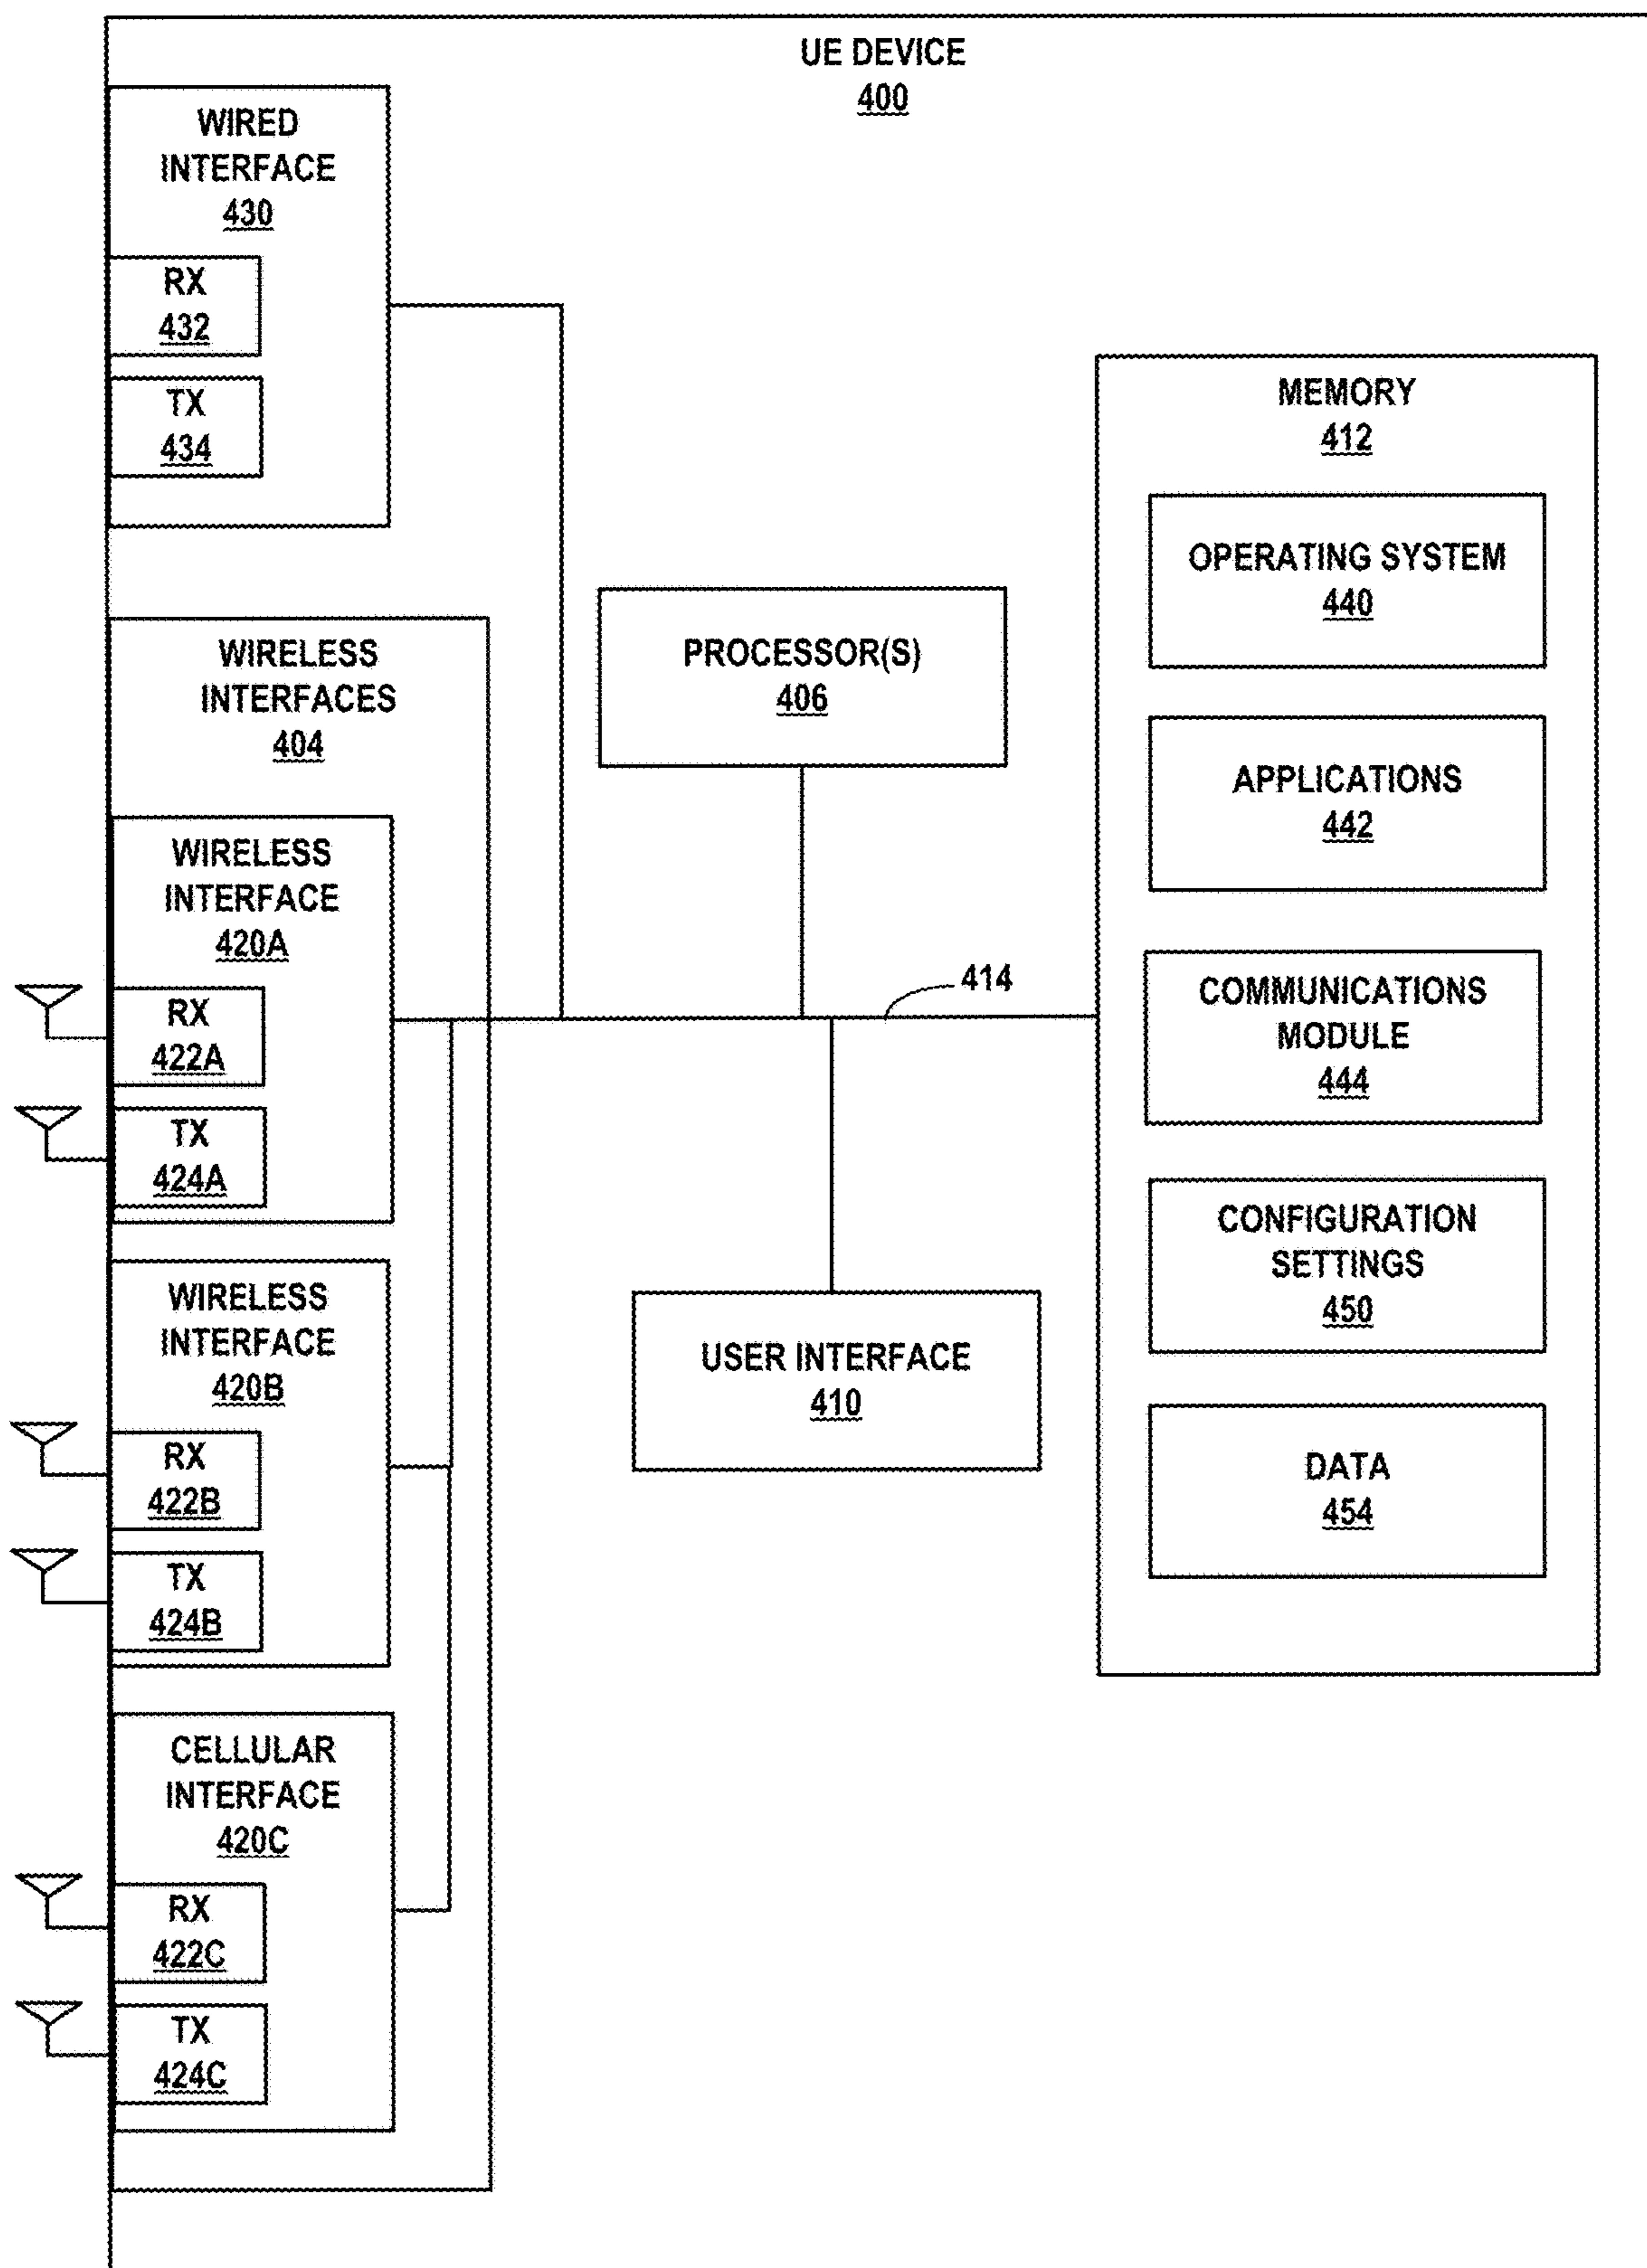 UE DEVICE
400
WIRED
INTERFACE
430
RX
432
TX
434
WIRELESS
INTERFACES
404
WIRELESS
INTERFACE
420A
RX
422A
TX
424A
WIRELESS
INTERFACE
420B
RX
422B
TX
424B
CELLULAR
INTERFACE
420C
RX
422C
TX
424C
PROCESSOR(S)
406
414
USER INTERFACE
410
MEMORY
412
OPERATING SYSTEM
440
APPLICATIONS
442
COMMUNICATIONS
MODULE
444
CONFIGURATION
SETTINGS
450
DATA
454